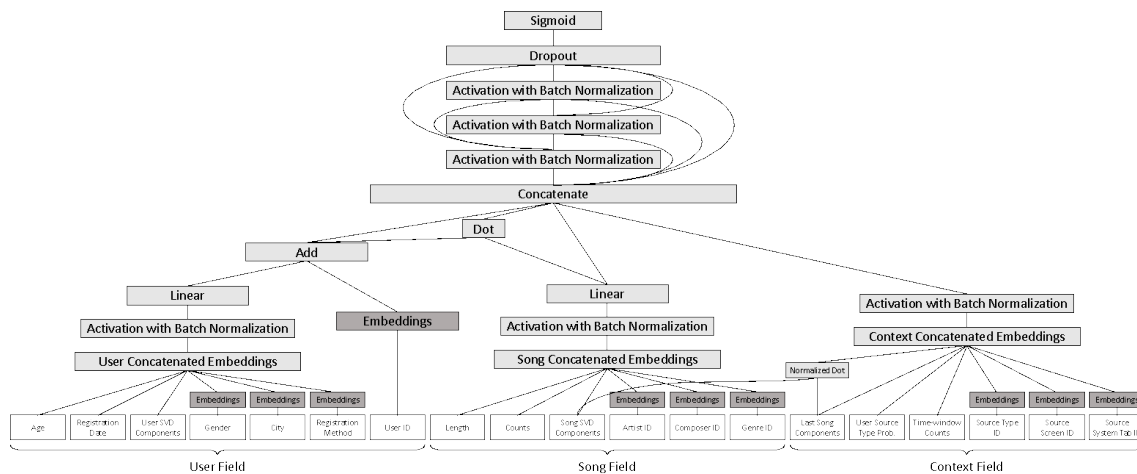 Sigmoid
Dropout
Activation with Batch Normalization
Activation with Batch Normalization
Activation with Batch Normalization
Concatenate
Dot
Add
Linear
Linear
Activation with Batch Normalization
Embeddings
Activation with Batch Normalization
Activation with Batch Normalization
Context Concatenated Embeddings
User Concatenated Embeddings
Song Concatenated Embeddings
Normalized Dot
Embeddings
Embeddings
Embeddings
Embeddings
Embeddings
Embeddings
Embeddings
Embeddings
Embeddings
Age
Registration
Date
User SVD
Components
Gender
City
Registration
Method
User ID
Length
Counts
Song SVD
Components
Artist ID
Composer ID
Genre ID
Last Song
Components
User Source
Type Prob.
Time-window
Counts
Source Type
ID
Source
Screen ID
Source
System Tab ID
User Field
Song Field
Context Field